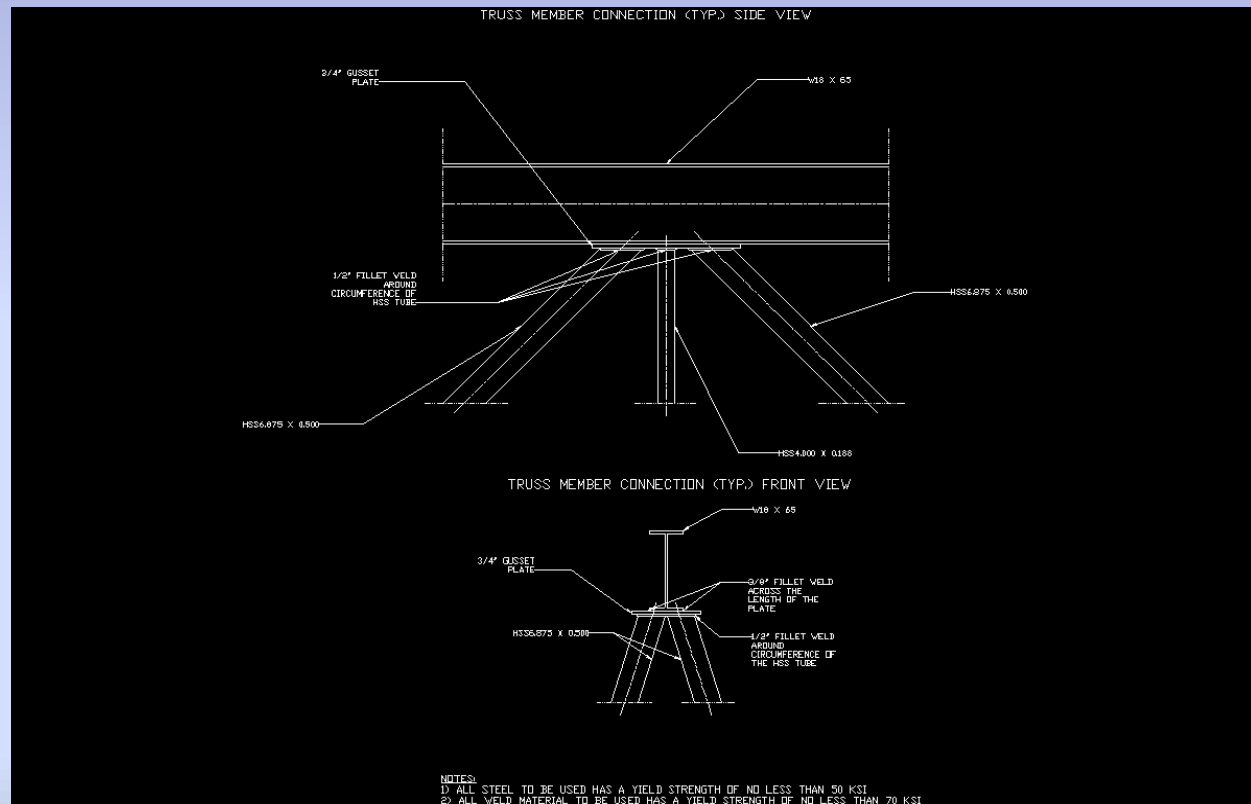 TRUSS MEMBER CONNECTION (TYP.) SIDE VIEW
3/4" GUSSET
PLATE
W18 X 65
1/2" FILLET WELD
AROUND
CIRCUMFERENCE OF
HSS TUBE
HSS6.875 X 0.500
HSS6.875 X 0.500
HSS4.000 X 0.188
TRUSS MEMBER CONNECTION (TYP.) FRONT VIEW
W18 X 65
3/4" GUSSET
PLATE
3/8" FILLET WELD
ACROSS THE
LENGTH OF THE
PLATE
HSS6.875 X 0.500
1/2" FILLET WELD
AROUND
CIRCUMFERENCE OF
THE HSS TUBE
NOTES:
1) ALL STEEL TO BE USED HAS A YIELD STRENGTH OF NO LESS THAN 50 KSI
2) ALL WELD MATERIAL TO BE USED HAS A YIELD STRENGTH OF NO LESS THAN 70 KSI